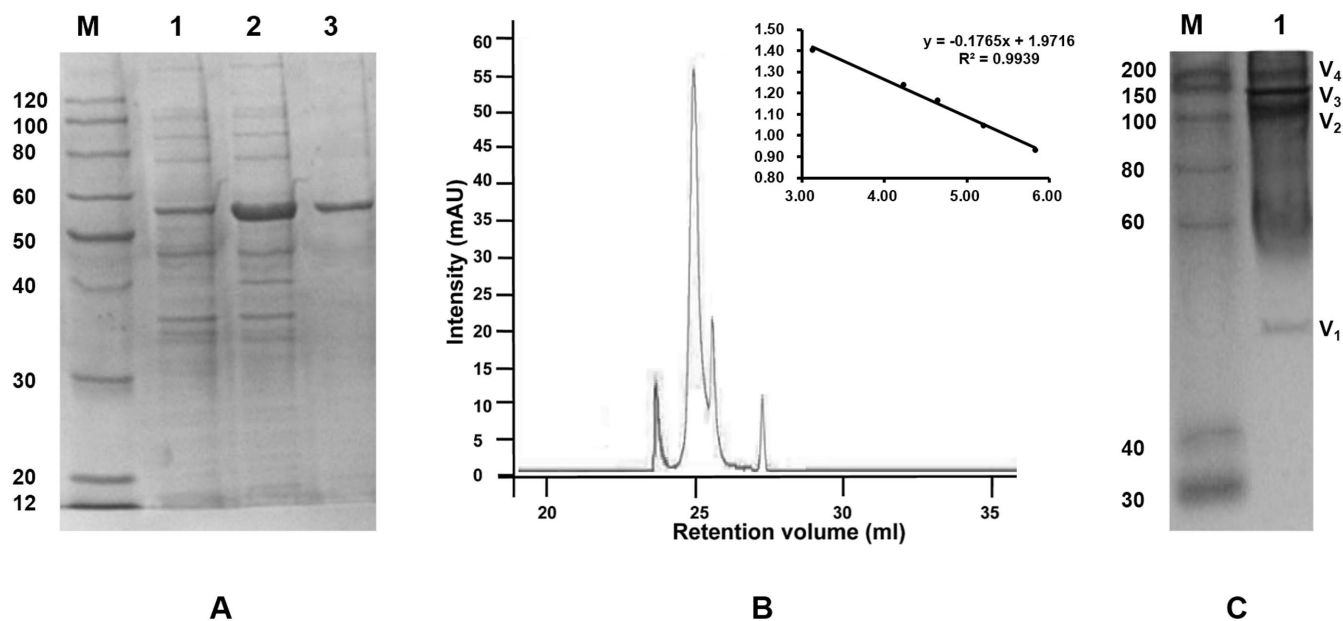 M 1 2 3
120
100
80
60
50
40
30
20
12
A
60
55
50
45
40
35
30
25
20
15
10
5
0
Intensity (mAU)
20 25 30 35
Retention volume (ml)
1.50
1.40
1.30
1.20
1.10
1.00
0.90
0.80
3.00 4.00 5.00 6.00
y = -0.1765x + 1.9716
R² = 0.9939
B
M 1
200
150
100
80
60
40
30
V₄
V₃
V₂
V₁
C